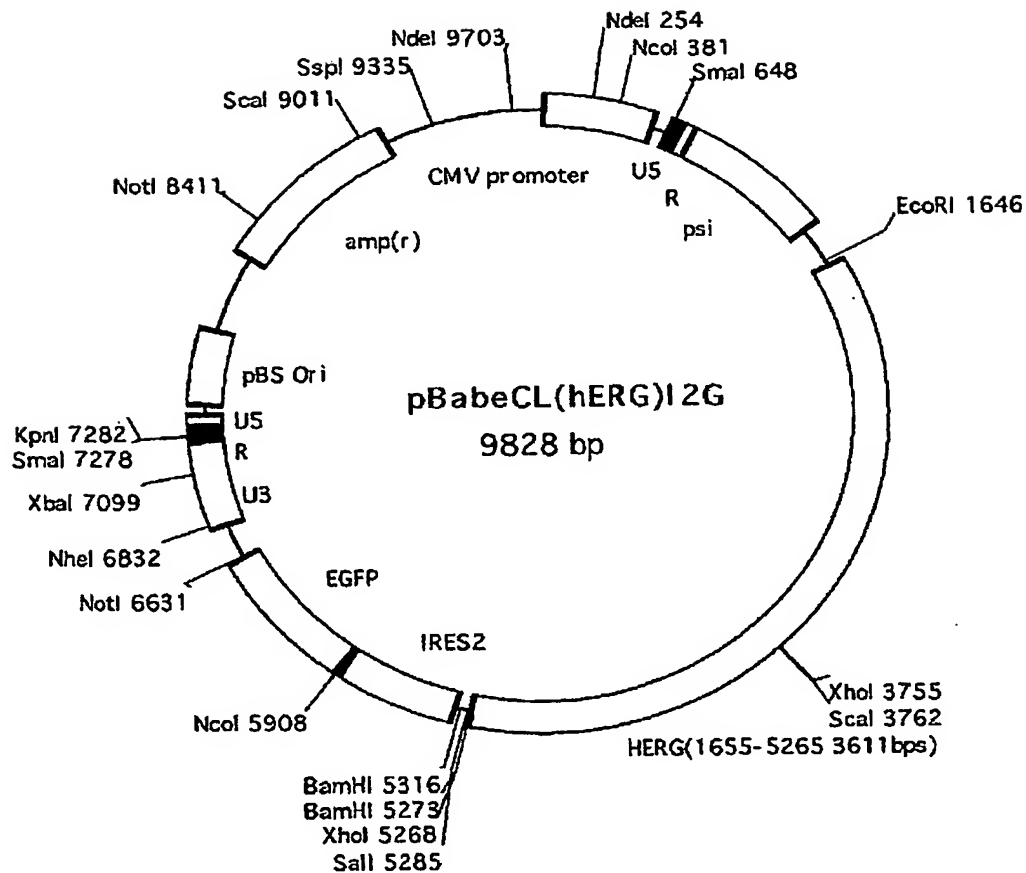 NdeI 9703
NdeI 254
NcoI 381
SmaI 648
SspI 9335
ScaI 9011
NotI 8411
CMV promoter
U5
R
psi
EcoRI 1646
amp(r)
pBS Ori
pBabeCL(hERG)I2G
9828 bp
U5
KpnI 7282
SmaI 7278
R
XbaI 7099
U3
NheI 6832
NotI 6631
EGFP
IRES2
NcoI 5908
XhoI 3755
ScaI 3762
HERG(1655-5265 3611bps)
BamHI 5316
BamHI 5273
XhoI 5268
SalI 5285